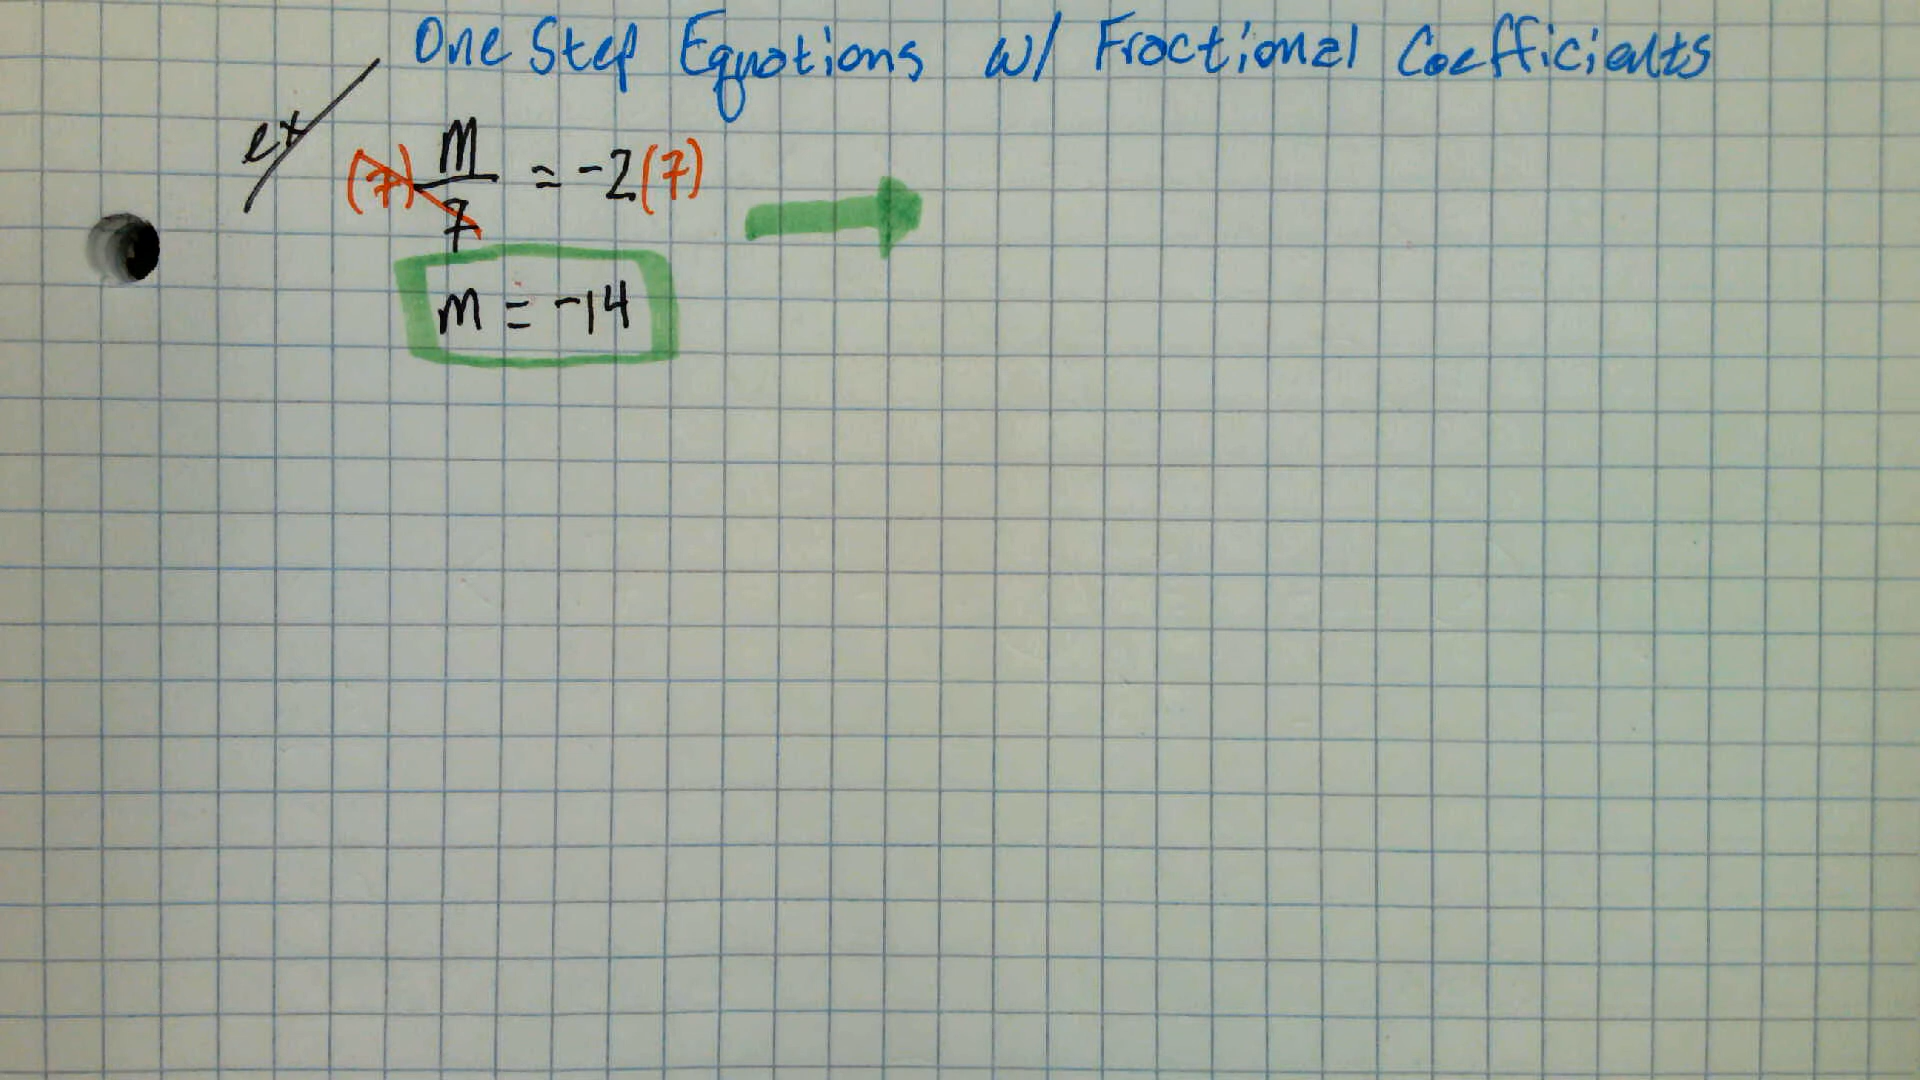 One Step Equations w/ Fractional Coefficients
ex
(7) m/7 = -2(7)
m = -14